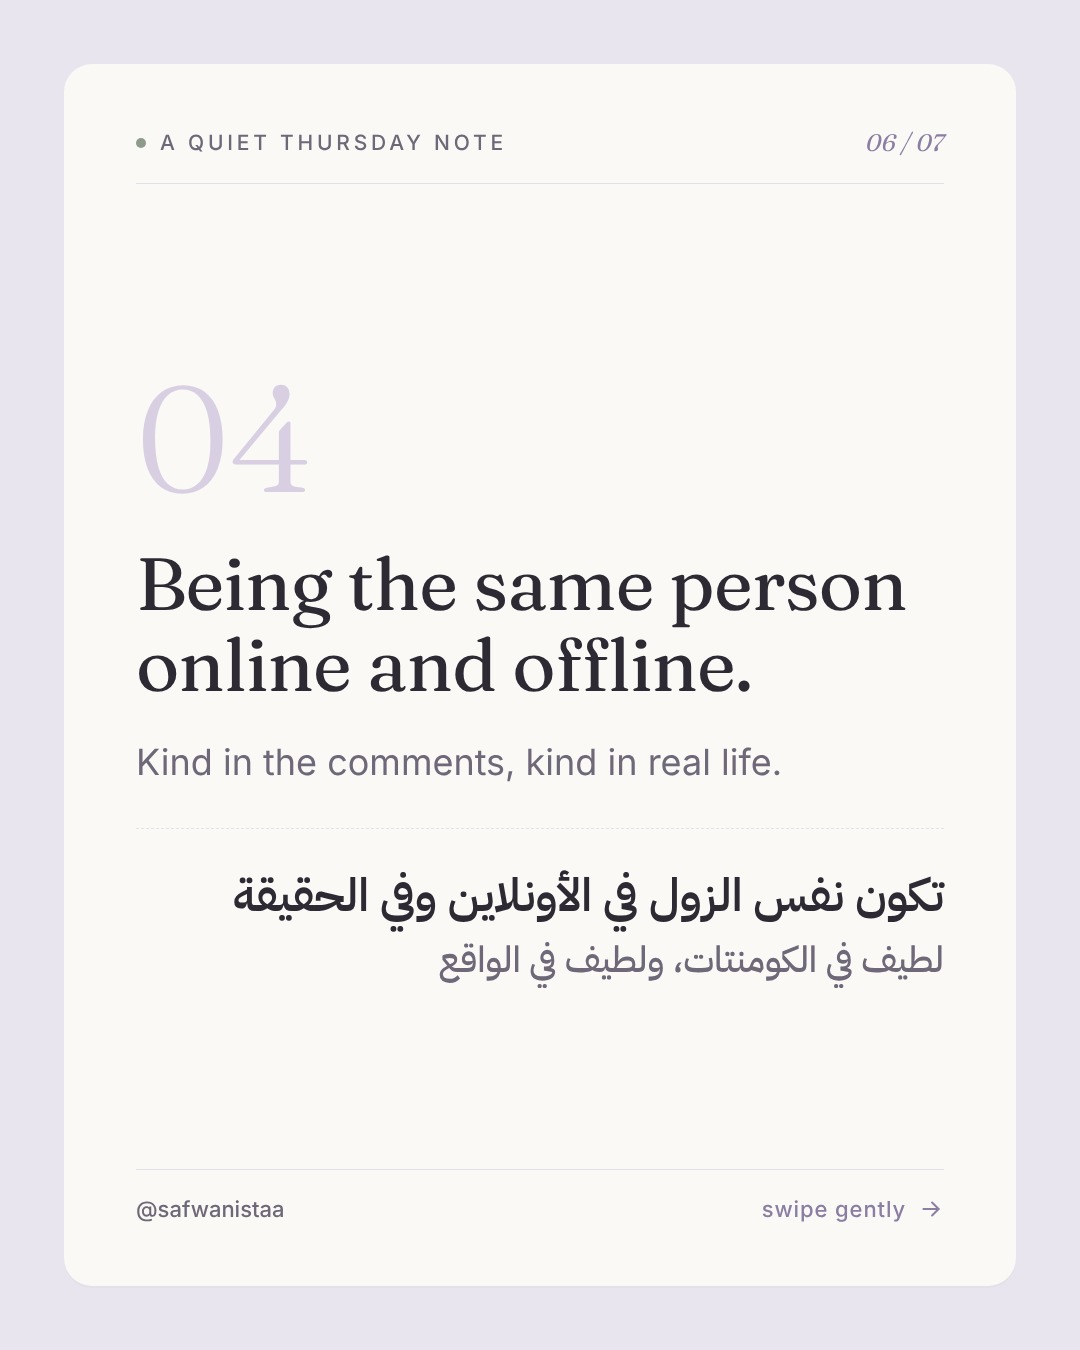 A QUIET THURSDAY NOTE
06 / 07
04
Being the same person
online and offline.
Kind in the comments, kind in real life.
تكون نفس الزول في الأونلاين وفي الحقيقة
لطيف في الكومنتات، ولطيف في الواقع
@safwanistaa
swipe gently →